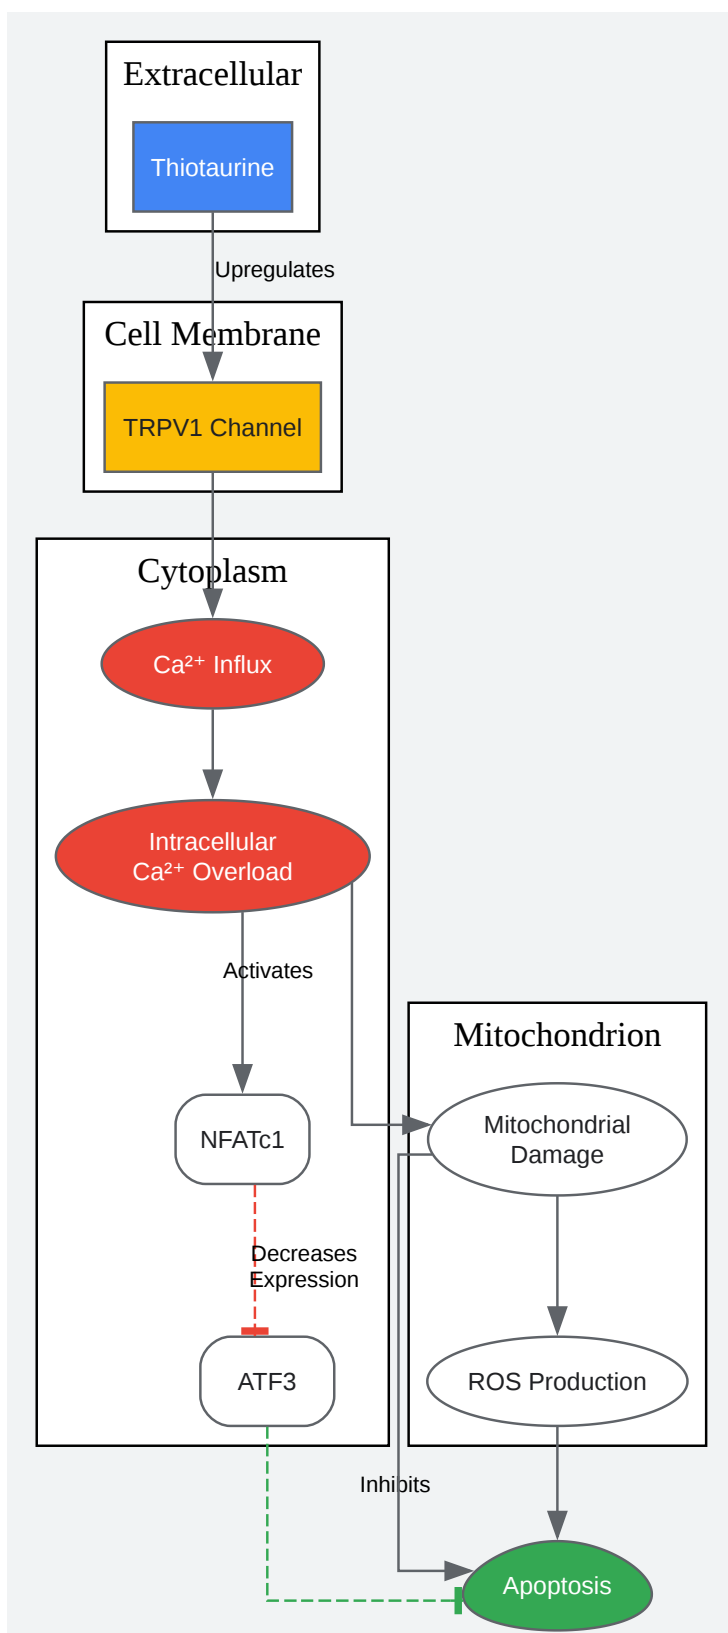 Extracellular
Thiotaurine
Upregulates
Cell Membrane
TRPV1 Channel
Cytoplasm
Ca²⁺ Influx
Intracellular
Ca²⁺ Overload
Activates
Mitochondrion
Mitochondrial
Damage
NFATc1
Decreases
Expression
ATF3
ROS Production
Inhibits
Apoptosis